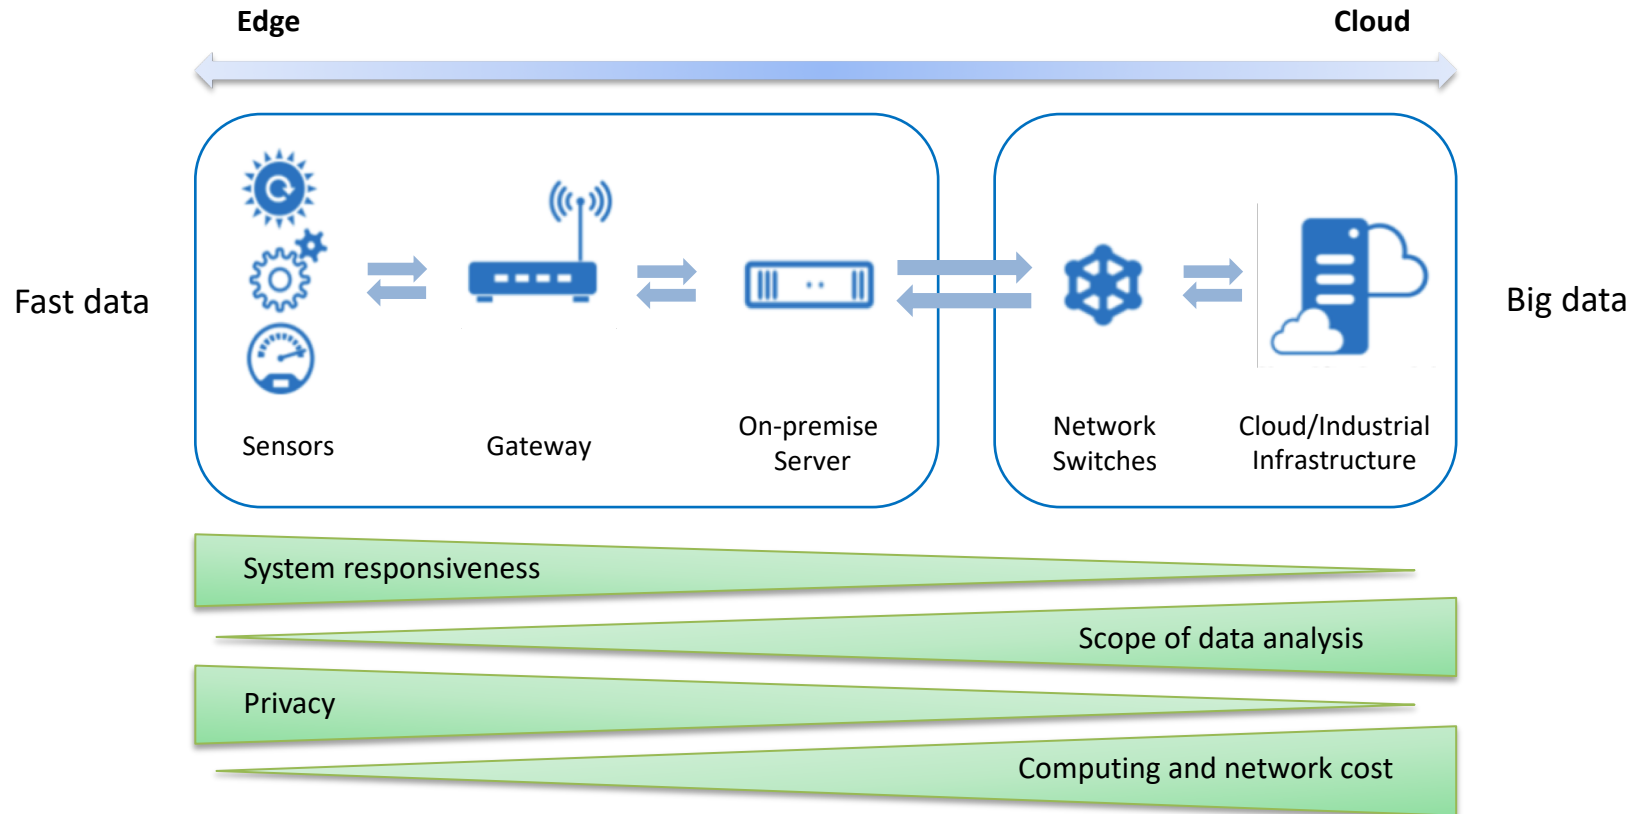 Edge
Cloud
Fast data
Big data
Sensors
Gateway
On-premise
Server
Network
Switches
Cloud/Industrial
Infrastructure
System responsiveness
Scope of data analysis
Privacy
Computing and network cost